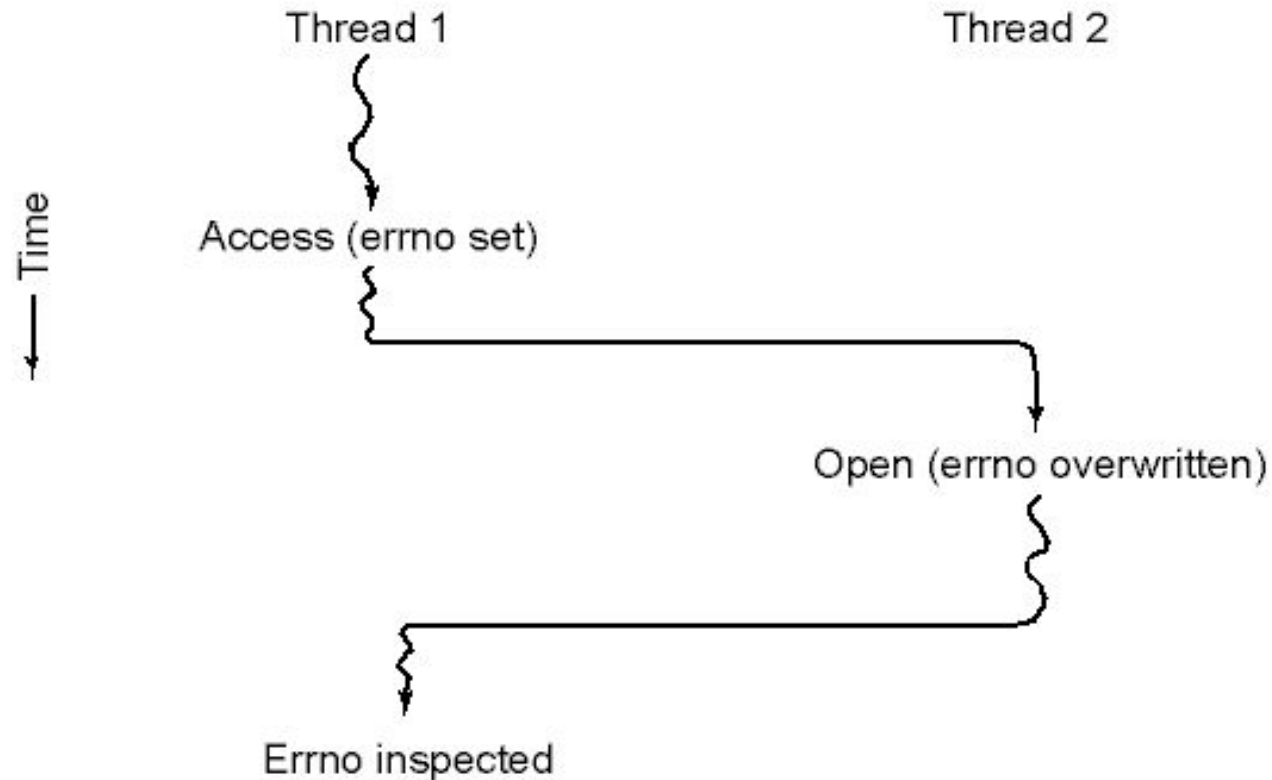 Thread 1
Thread 2
Access (errno set)
Time
Open (errno overwritten)
Errno inspected